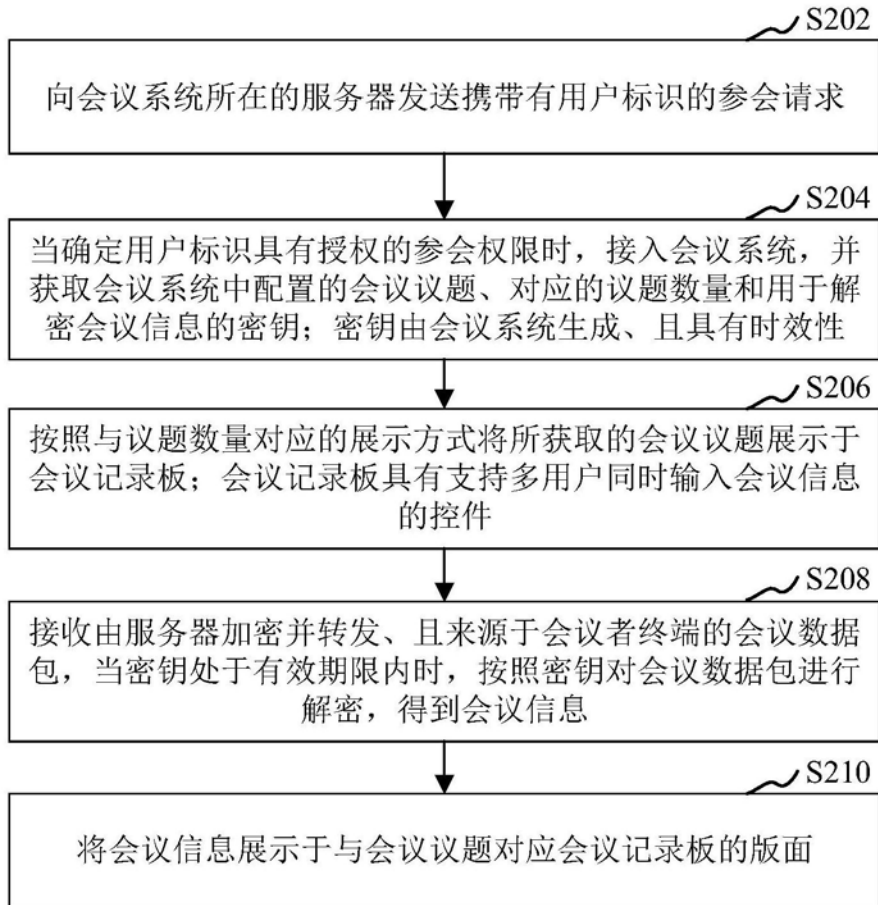 S202
向会议系统所在的服务器发送携带有用户标识的参会请求
S204
当确定用户标识具有授权的参会权限时，接入会议系统，并
获取会议系统中配置的会议议题、对应的议题数量和用于解
密会议信息的密钥；密钥由会议系统生成、且具有时效性
S206
按照与议题数量对应的展示方式将所获取的会议议题展示于
会议记录板；会议记录板具有支持多用户同时输入会议信息
的控件
S208
接收由服务器加密并转发、且来源于会议者终端的会议数据
包，当密钥处于有效期限内时，按照密钥对会议数据包进行
解密，得到会议信息
S210
将会议信息展示于与会议议题对应会议记录板的版面